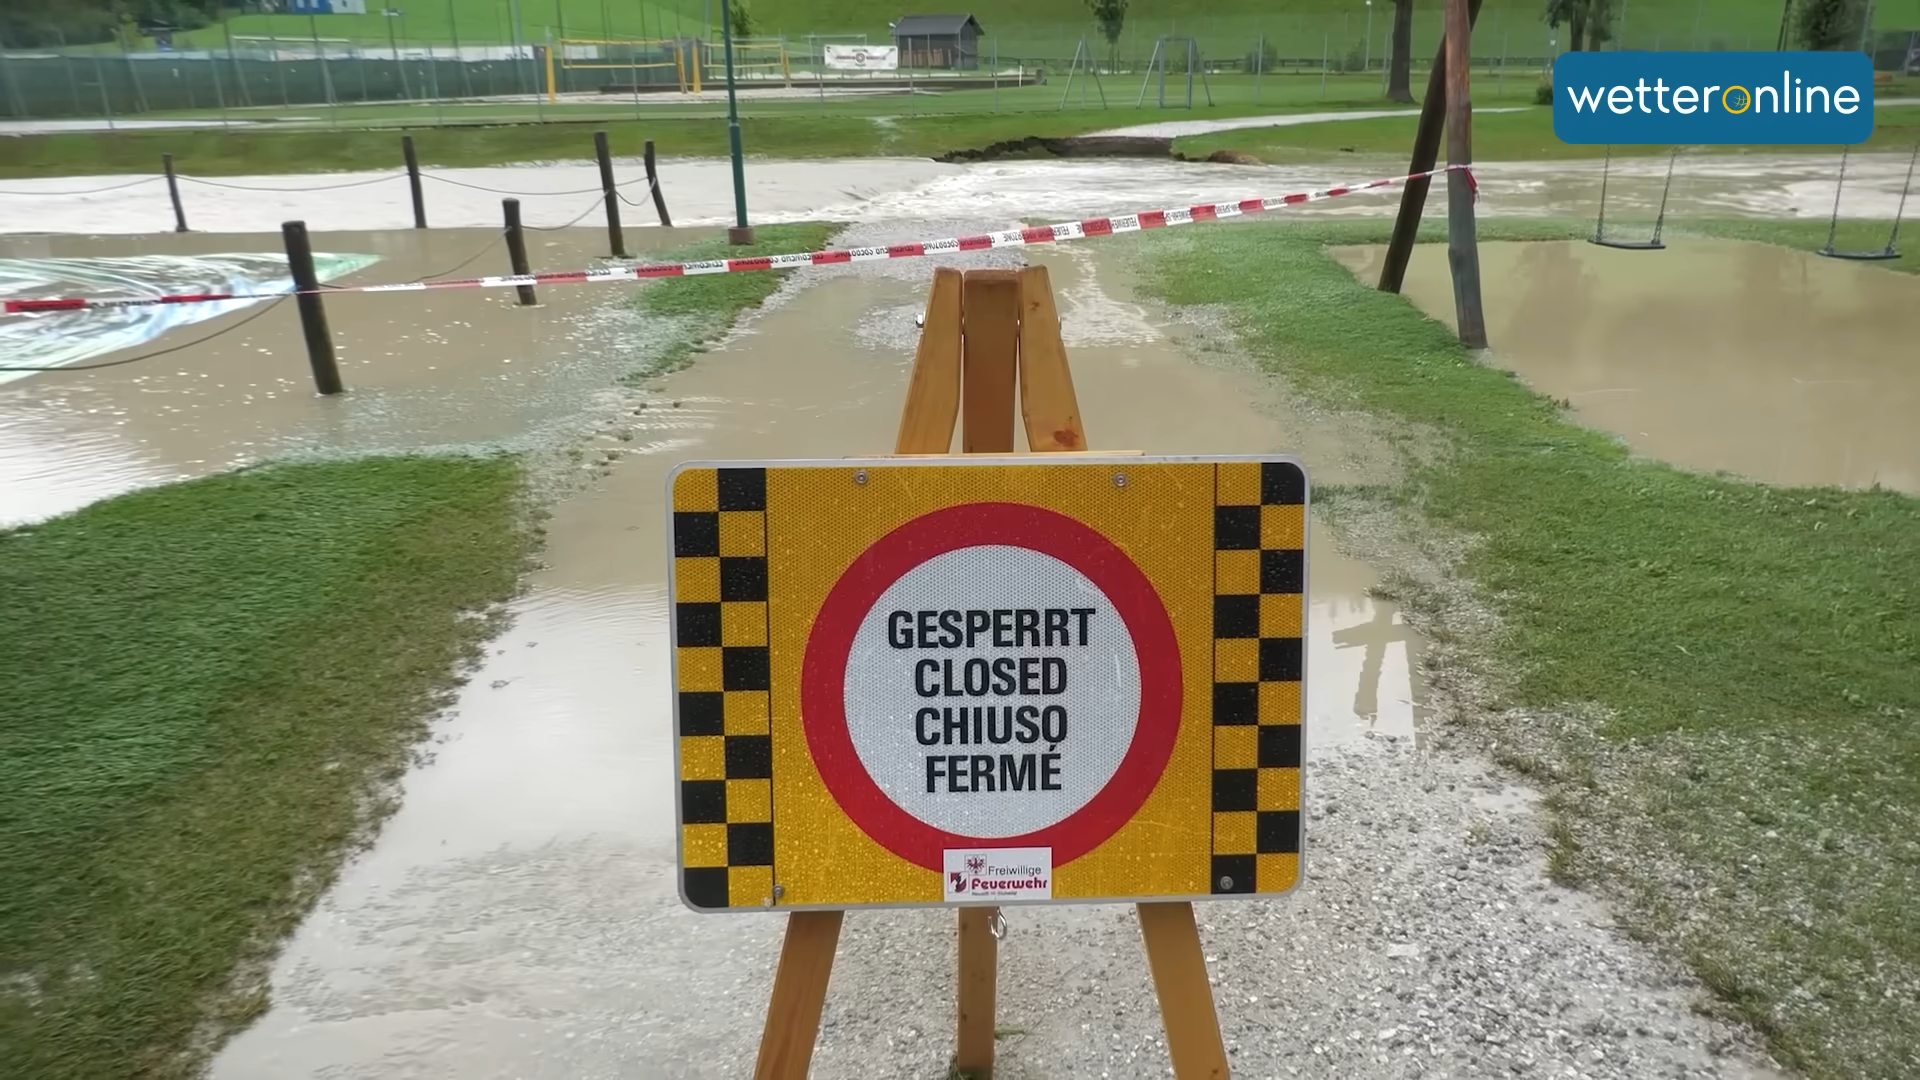 wetteronline
GESPERRT
CLOSED
CHIUSO
FERMÉ
Freiwillige
Feuerwehr